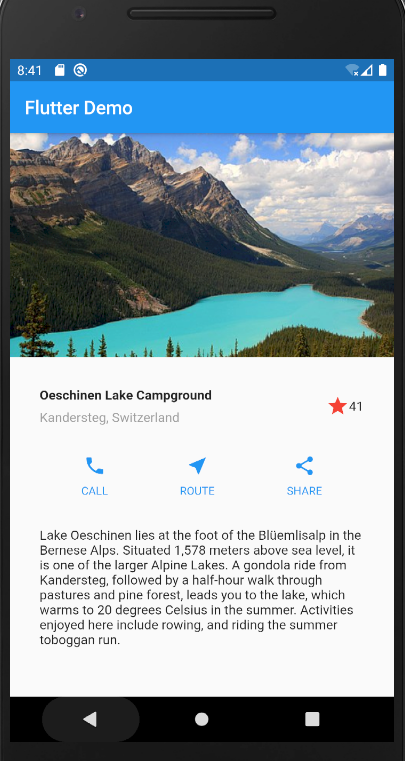 8:41
Flutter Demo
Oeschinen Lake Campground
Kandersteg, Switzerland
41
CALL
ROUTE
SHARE
Lake Oeschinen lies at the foot of the Blüemlisalp in the
Bernese Alps. Situated 1,578 meters above sea level, it
is one of the larger Alpine Lakes. A gondola ride from
Kandersteg, followed by a half-hour walk through
pastures and pine forest, leads you to the lake, which
warms to 20 degrees Celsius in the summer. Activities
enjoyed here include rowing, and riding the summer
toboggan run.